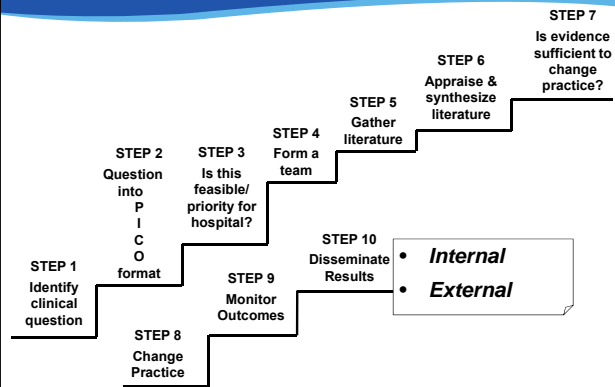 STEP 1
Identify
clinical
question
STEP 2
Question
into
P
I
C
O
format
STEP 3
Is this
feasible/
priority for
hospital?
STEP 4
Form a
team
STEP 5
Gather
literature
STEP 6
Appraise &
synthesize
literature
STEP 7
Is evidence
sufficient to
change
practice?
STEP 8
Change
Practice
STEP 9
Monitor
Outcomes
STEP 10
Disseminate
Results
• Internal
• External